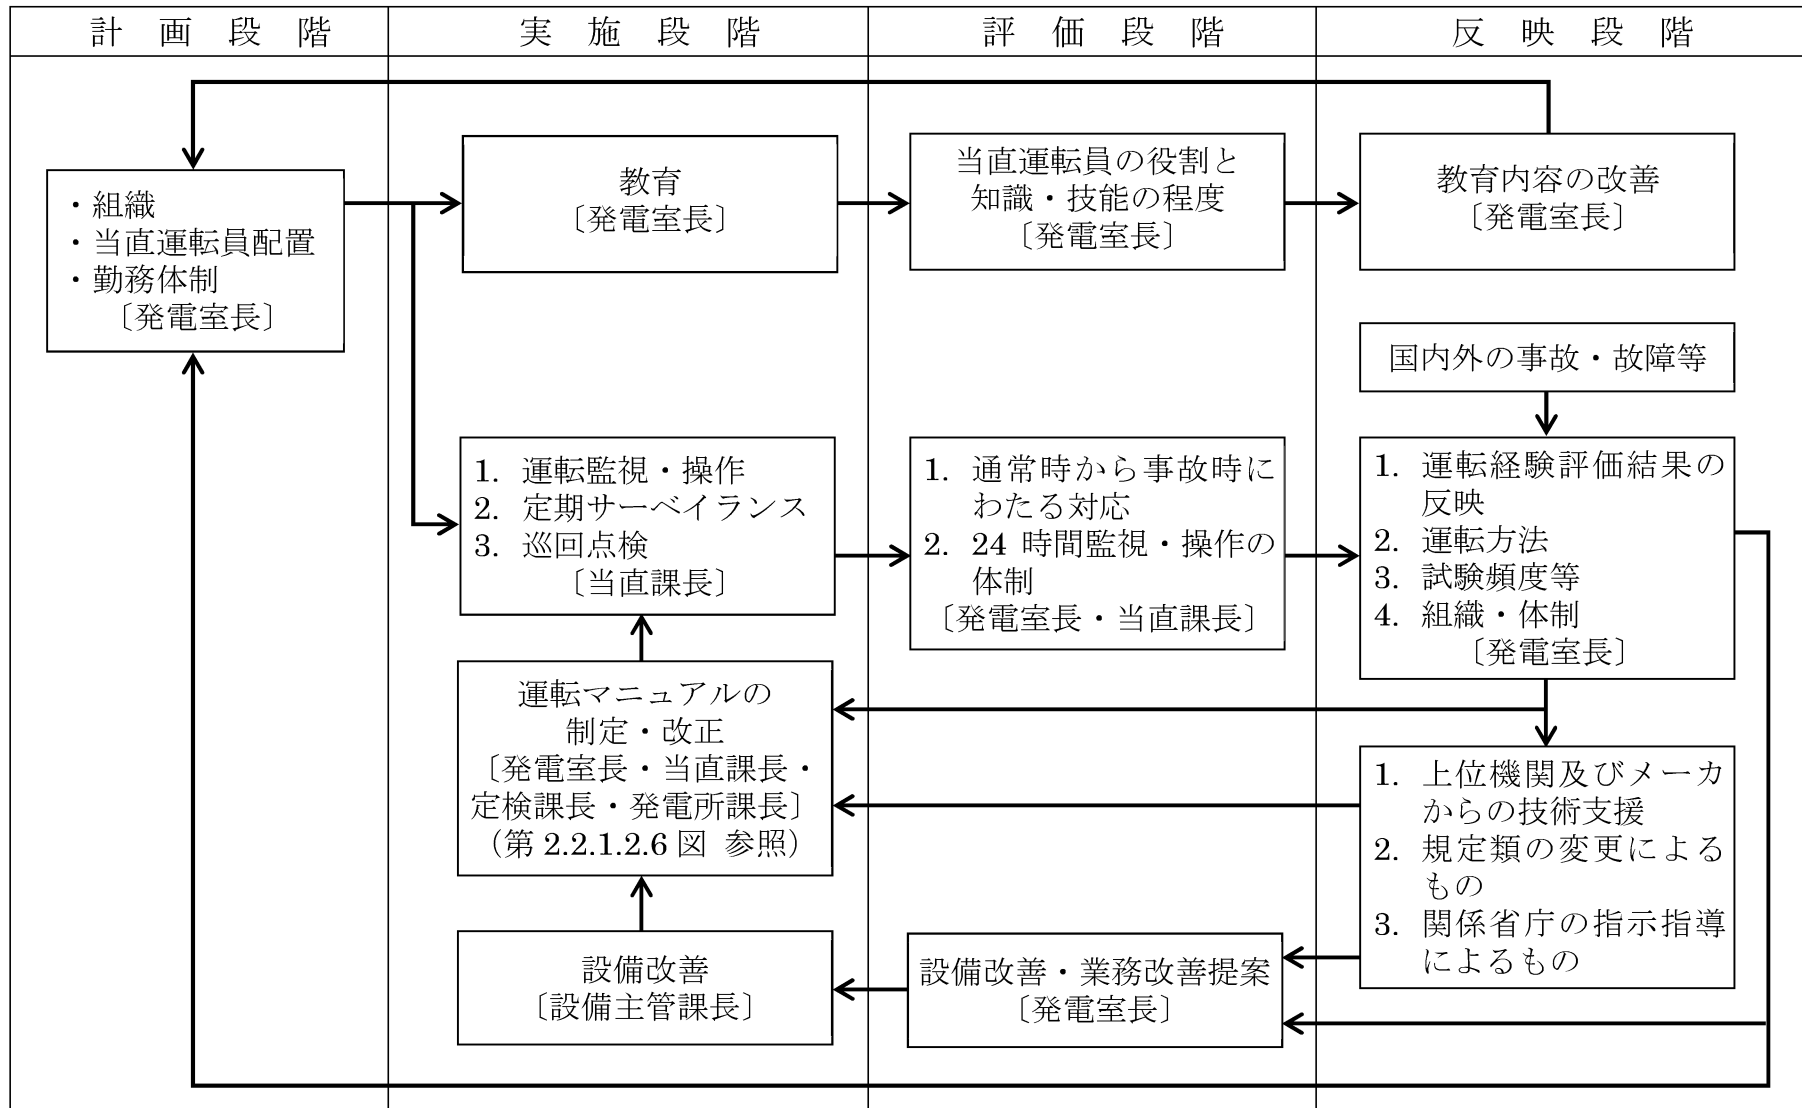 計画段階
実施段階
評価段階
反映段階
・組織
・当直運転員配置
・勤務体制
〔発電室長〕
教育
〔発電室長〕
当直運転員の役割と
知識・技能の程度
〔発電室長〕
教育内容の改善
〔発電室長〕
国内外の事故・故障等
1. 運転監視・操作
2. 定期サーベイランス
3. 巡回点検
〔当直課長〕
1. 通常時から事故時に
わたる対応
2. 24 時間監視・操作の
体制
〔発電室長・当直課長〕
1. 運転経験評価結果の
反映
2. 運転方法
3. 試験頻度等
4. 組織・体制
〔発電室長〕
運転マニュアルの
制定・改正
〔発電室長・当直課長・
定検課長・発電所課長〕
（第 2.2.1.2.6 図 参照）
1. 上位機関及びメーカ
からの技術支援
2. 規定類の変更による
もの
3. 関係省庁の指示指導
によるもの
設備改善
〔設備主管課長〕
設備改善・業務改善提案
〔発電室長〕